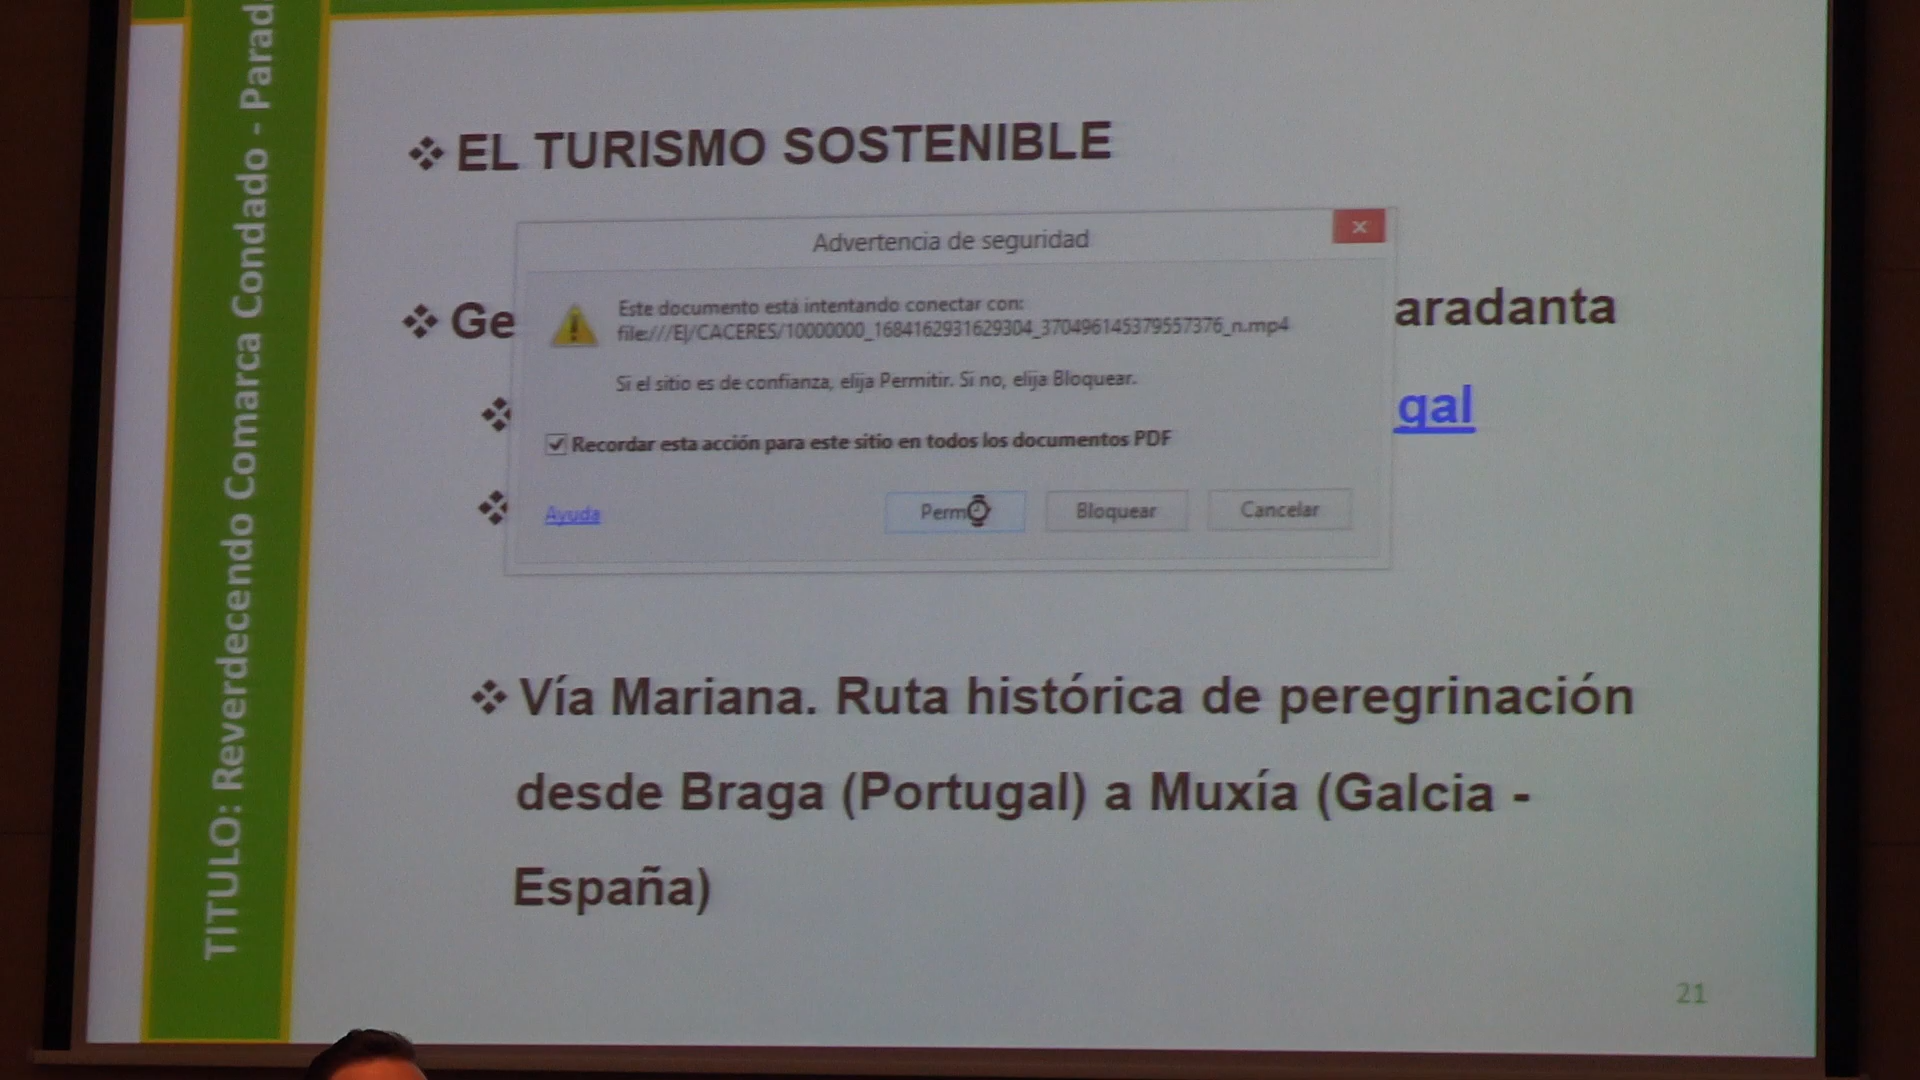 TITULO: Reverdecendo Comarca Condado - Parad
EL TURISMO SOSTENIBLE
Advertencia de seguridad
Ge
aradanta
Este documento está intentando conectar con:
file:///E|/CACERES/10000000_1684162931629304_370496145379557376_n.mp4
Si el sitio es de confianza, elija Permitir. Si no, elija Bloquear.
gal
Recordar esta acción para este sitio en todos los documentos PDF
Ayuda
Perm
Bloquear
Cancelar
Vía Mariana. Ruta histórica de peregrinación
desde Braga (Portugal) a Muxía (Galcia -
España)
21